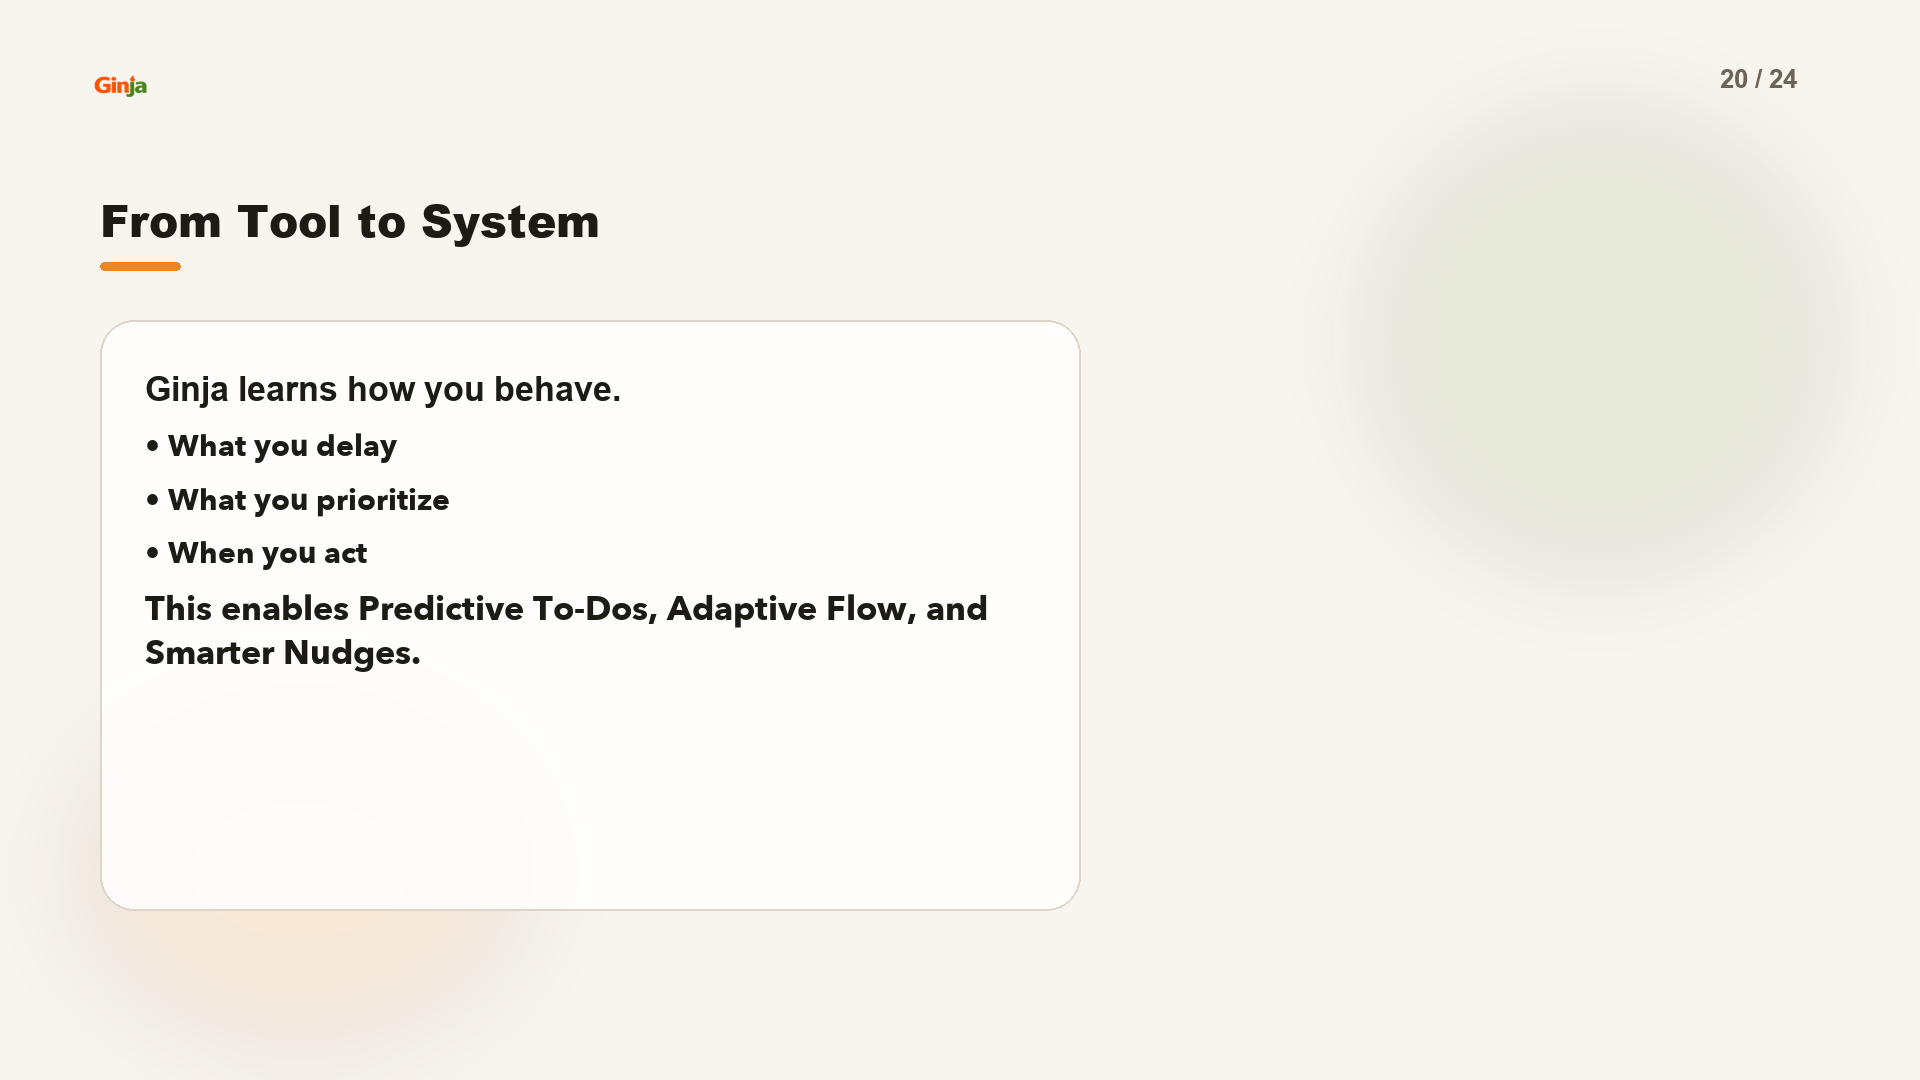 Ginja
20 / 24
From Tool to System
Ginja learns how you behave.
• What you delay
• What you prioritize
• When you act
This enables Predictive To-Dos, Adaptive Flow, and
Smarter Nudges.